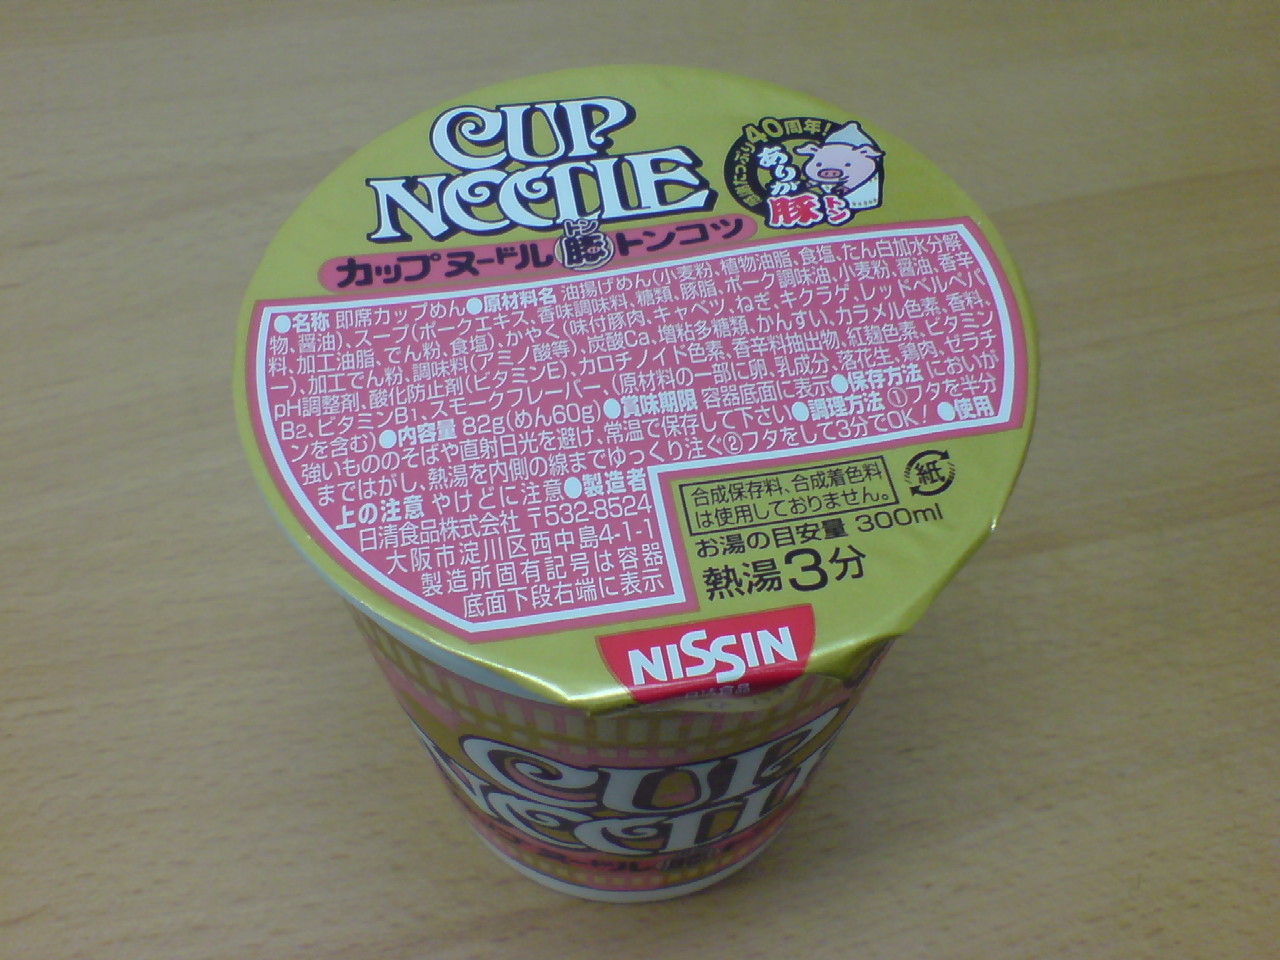 CUP
NOODLE
感謝たっぷり40周年!
ありが豚
トン
カップヌードル豚トンコツ
トン
●名称 即席カップめん●原材料名 油揚げめん(小麦粉、植物油脂、食塩、たん白加水分解
物、醤油)、スープ(ポークエキス、香味調味料、糖類、豚脂、ポーク調味油、小麦粉、醤油、香辛
料、加工油脂、でん粉、食塩)、かやく(味付豚肉、キャベツ、ねぎ、キクラゲ、レッドベルペパ
ー)、加工でん粉、調味料(アミノ酸等)、炭酸Ca、増粘多糖類、かんすい、カラメル色素、香料、
pH調整剤、酸化防止剤(ビタミンE)、カロチノイド色素、香辛料抽出物、紅麹色素、ビタミン
B2、ビタミンB1、スモークフレーバー、(原材料の一部に卵、乳成分、落花生、鶏肉、ゼラチ
ンを含む)●内容量 82g(めん60g)●賞味期限 容器底面に表示●保存方法 においが
強いもののそばや直射日光を避け、常温で保存して下さい●調理方法 ①フタを半分
まではがし、熱湯を内側の線までゆっくり注ぐ②フタをして3分でOK!●使用
上の注意 やけどに注意●製造者
日清食品株式会社 〒532-8524
大阪市淀川区西中島4-1-1
製造所固有記号は容器
底面下段右端に表示
合成保存料、合成着色料
は使用しておりません。
紙
お湯の目安量 300ml
熱湯3分
NISSIN
日清食品
CUP
NOODLE
カップヌードル豚